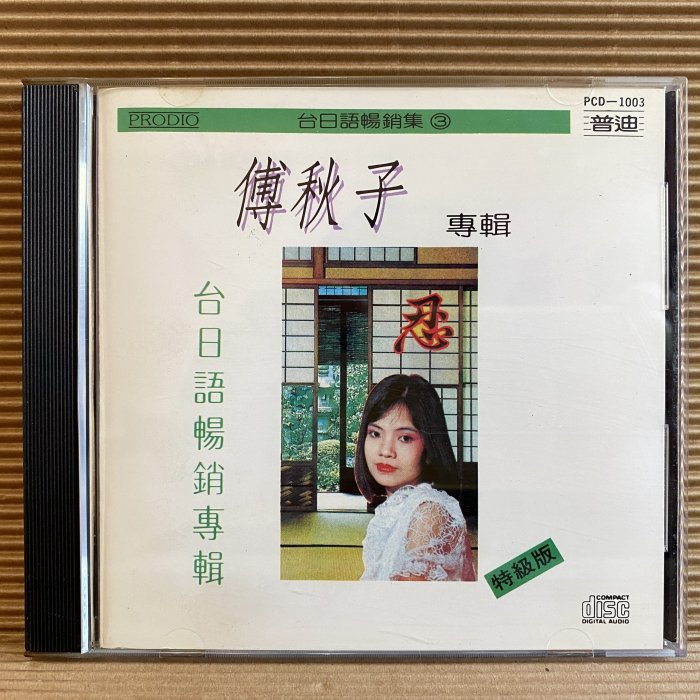 PCD—1003
PRODIO
台日語暢銷集③
普迪
傅秋子
專輯
台日語暢銷專輯
忍
特級版
COMPACT
disc
DIGITAL AUDIO